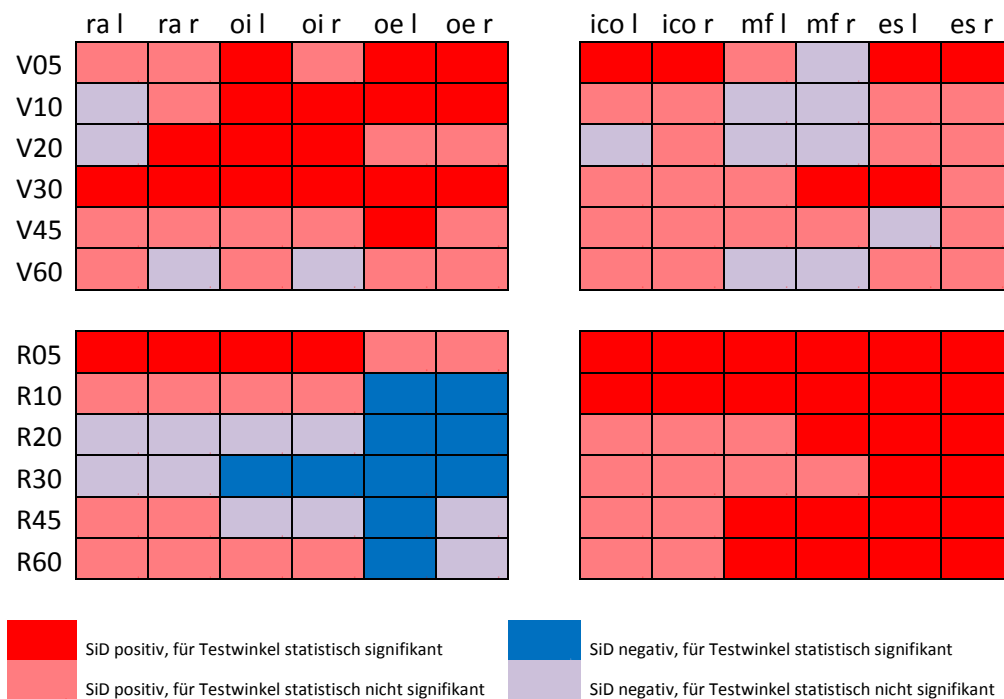 ra l ra r oi l oi r oe l oe r ico l ico r mf l mf r es l es r
V05
V10
V20
V30
V45
V60
R05
R10
R20
R30
R45
R60
SiD positiv, für Testwinkel statistisch signifikant SiD negativ, für Testwinkel statistisch signifikant
SiD positiv, für Testwinkel statistisch nicht signifikant SiD negativ, für Testwinkel statistisch nicht signifikant